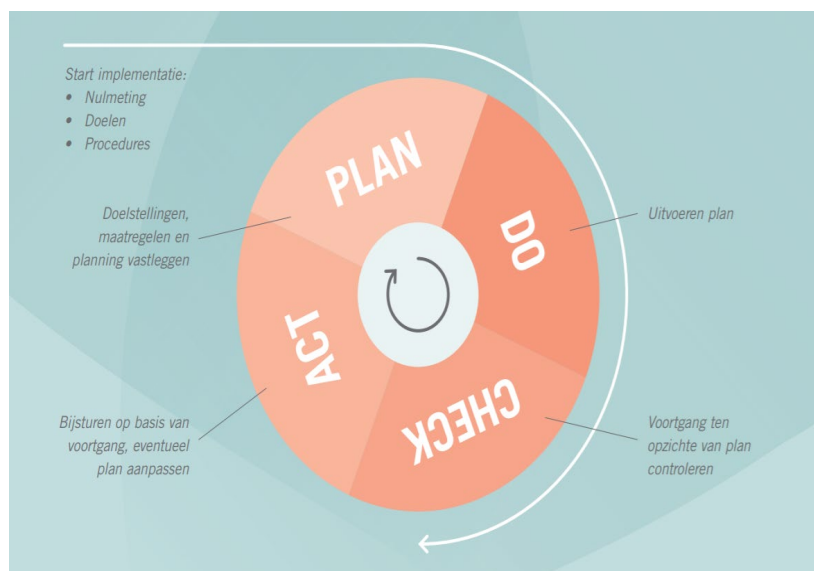 Start implementatie:
• Nulmeting
• Doelen
• Procedures
PLAN
Doelstellingen,
maatregelen en
planning vastleggen
DO
Uitvoeren plan
ACT
CHECK
Bijsturen op basis van
voortgang, eventueel
plan aanpassen
Voortgang ten
opzichte van plan
controleren